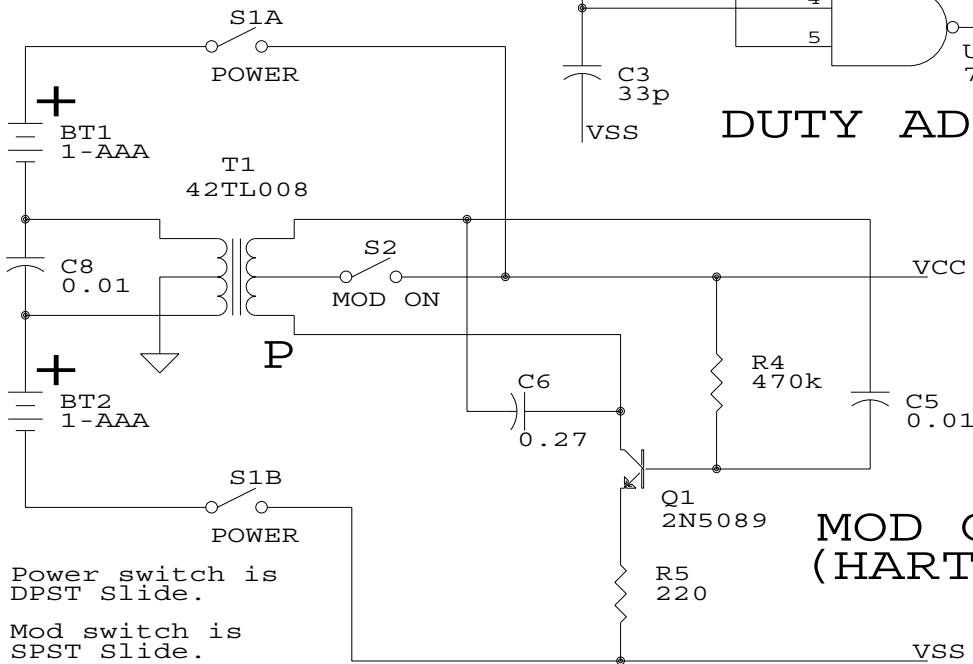 S1A
POWER
4
5
C3
33p
VSS
DUTY AD
+
BT1
1-AAA
T1
42TL008
C8
0.01
S2
MOD ON
VCC
P
R4
470k
+
BT2
1-AAA
C6
0.27
C5
0.01
S1B
POWER
Q1
2N5089
MOD
(HART
R5
220
Power switch is
DPST Slide.
Mod switch is
SPST Slide.
VSS